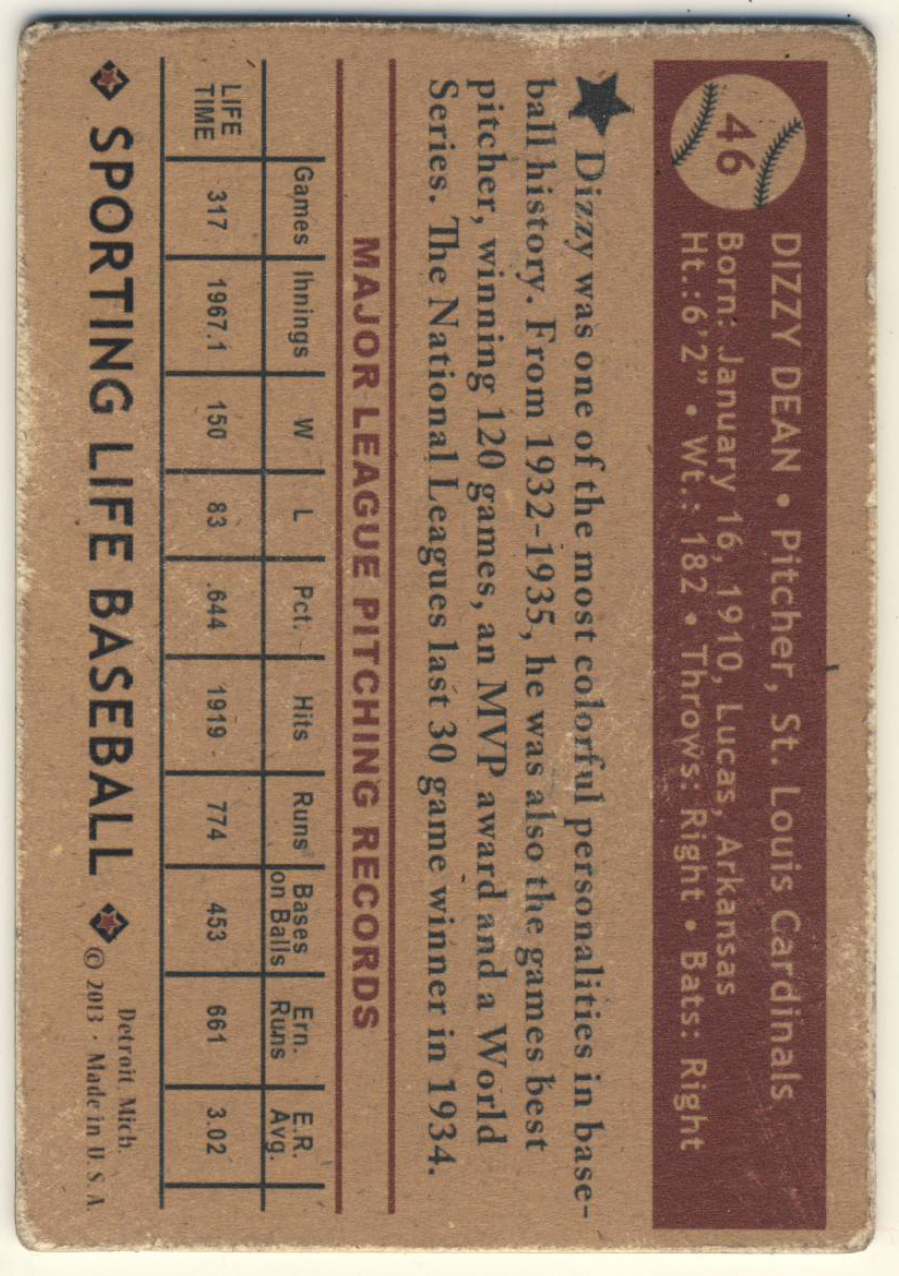 46
DIZZY DEAN • Pitcher, St. Louis Cardinals
Born: January 16, 1910, Lucas, Arkansas
Ht.:6'2” • Wt.: 182 • Throws: Right • Bats: Right
Dizzy was one of the most colorful personalities in base-
ball history. From 1932-1935, he was also the games best
pitcher, winning 120 games, an MVP award and a World
Series. The National Leagues last 30 game winner in 1934.
MAJOR LEAGUE PITCHING RECORDS
Games Innings W L Pct. Hits Runs Bases on Balls Ern. Runs E.R. Avg.
LIFE TIME 317 1967.1 150 83 .644 1919 774 453 661 3.02
SPORTING LIFE BASEBALL
Detroit Mich.
© 2013 · Made in U.S.A.